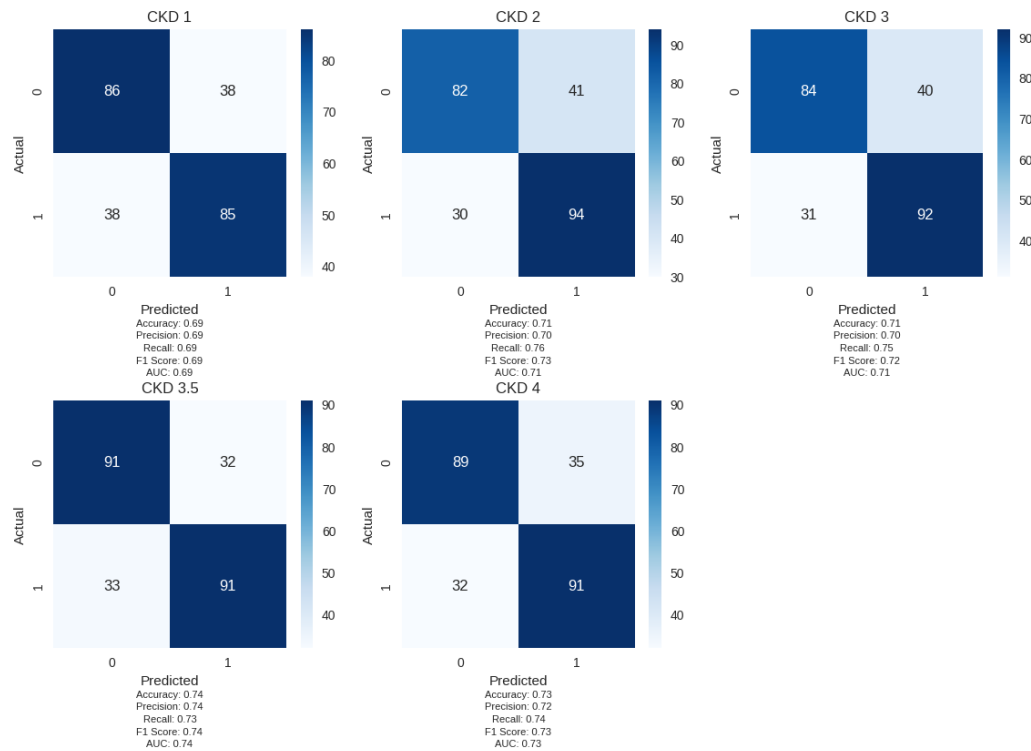 CKD 1
86 38
38 85
0
1
Actual
80
70
60
50
40
0 1
Predicted
Accuracy: 0.69
Precision: 0.69
Recall: 0.69
F1 Score: 0.69
AUC: 0.69
CKD 2
82 41
30 94
0
1
Actual
90
80
70
60
50
40
30
0 1
Predicted
Accuracy: 0.71
Precision: 0.70
Recall: 0.76
F1 Score: 0.73
AUC: 0.71
CKD 3
84 40
31 92
0
1
Actual
90
80
70
60
50
40
0 1
Predicted
Accuracy: 0.71
Precision: 0.70
Recall: 0.75
F1 Score: 0.72
AUC: 0.71
CKD 3.5
91 32
33 91
0
1
Actual
90
80
70
60
50
40
0 1
Predicted
Accuracy: 0.74
Precision: 0.74
Recall: 0.73
F1 Score: 0.74
AUC: 0.74
CKD 4
89 35
32 91
0
1
Actual
90
80
70
60
50
40
0 1
Predicted
Accuracy: 0.73
Precision: 0.72
Recall: 0.74
F1 Score: 0.73
AUC: 0.73